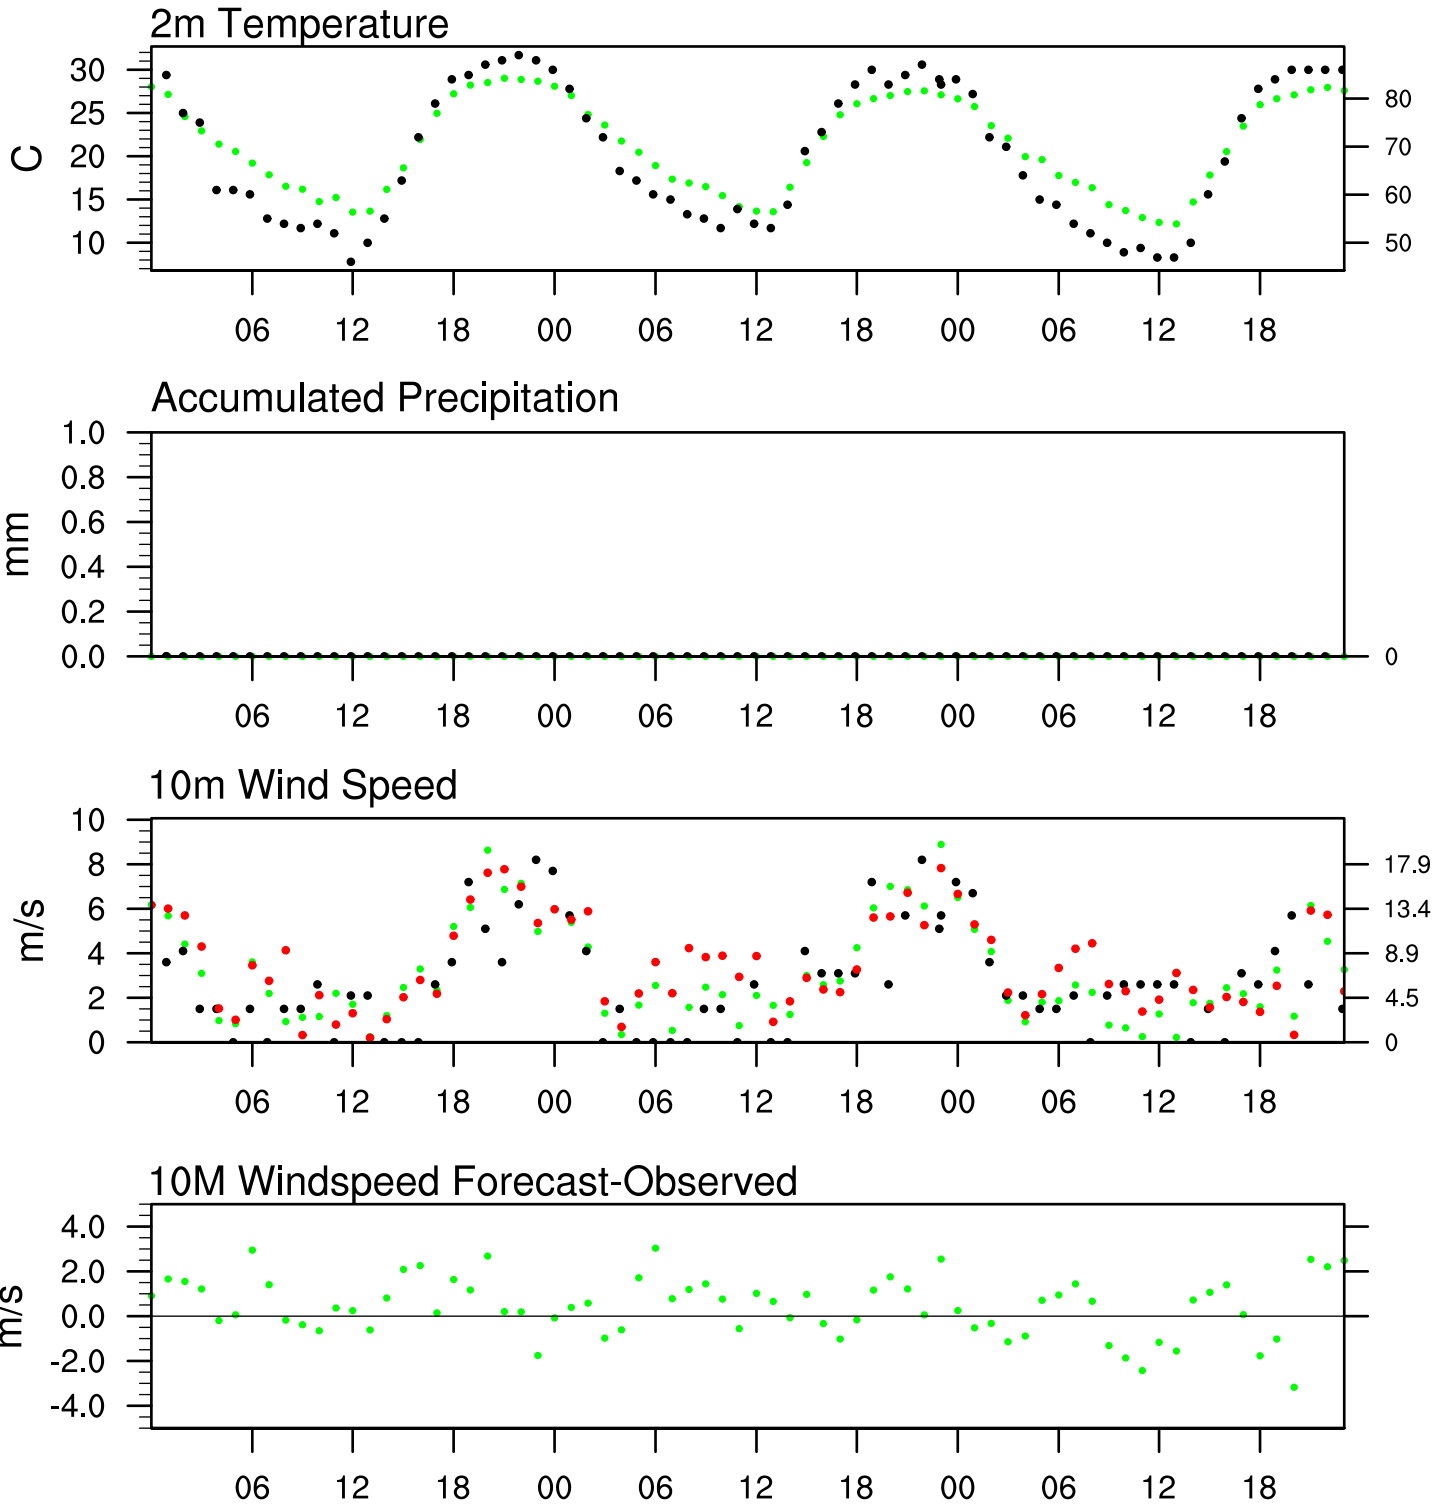 2m Temperature
C
30
25
20
15
10
80
70
60
50
06 12 18 00 06 12 18 00 06 12 18
Accumulated Precipitation
mm
1.0
0.8
0.6
0.4
0.2
0.0
0
06 12 18 00 06 12 18 00 06 12 18
10m Wind Speed
m/s
10
8
6
4
2
0
17.9
13.4
8.9
4.5
0
06 12 18 00 06 12 18 00 06 12 18
10M Windspeed Forecast-Observed
m/s
4.0
2.0
0.0
-2.0
-4.0
06 12 18 00 06 12 18 00 06 12 18